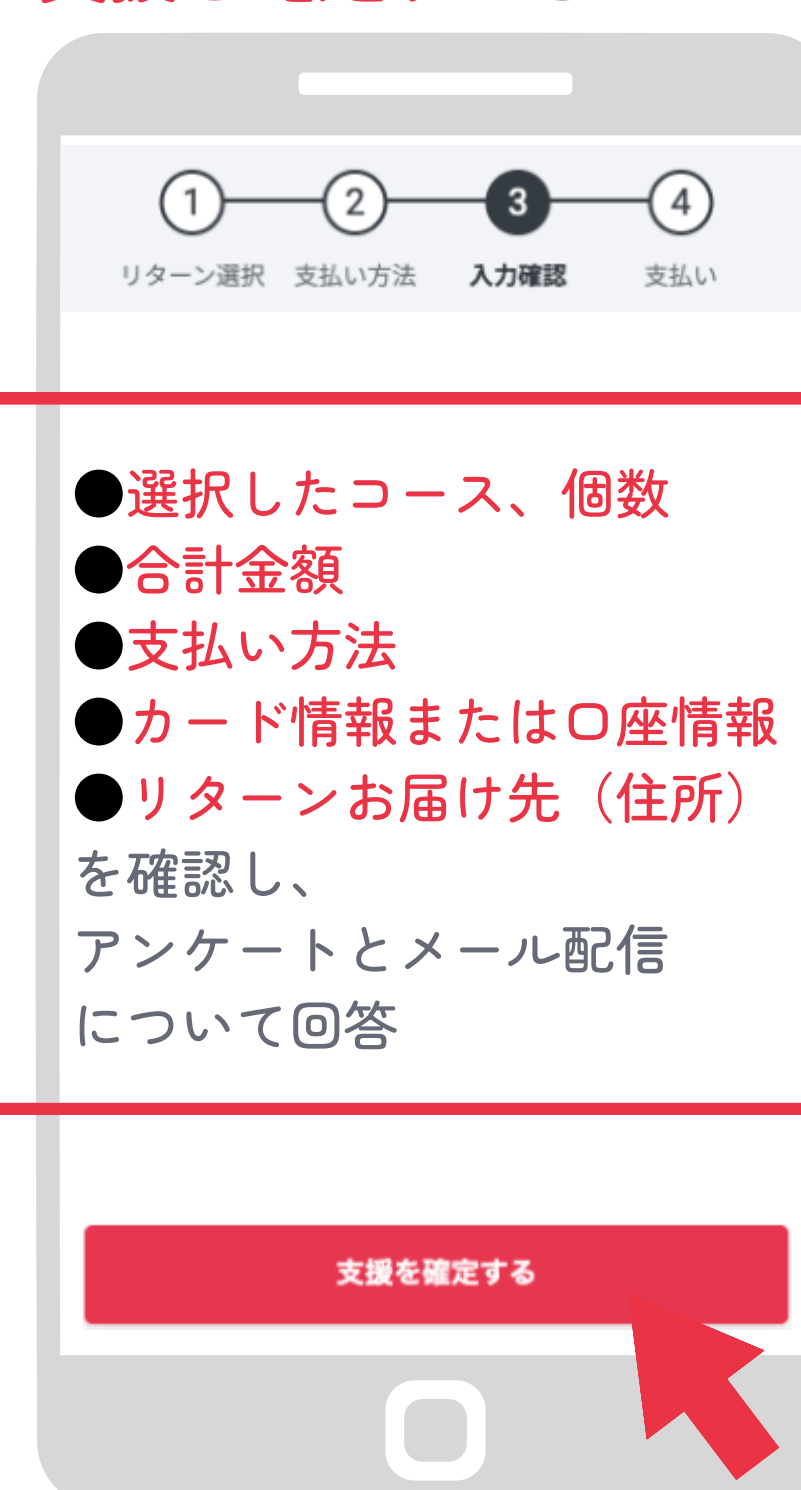 1 2 3 4
リターン選択 支払い方法 入力確認 支払い
●選択したコース、個数
●合計金額
●支払い方法
●カード情報または口座情報
●リターンお届け先（住所）
を確認し、
アンケートとメール配信
について回答
支援を確定する